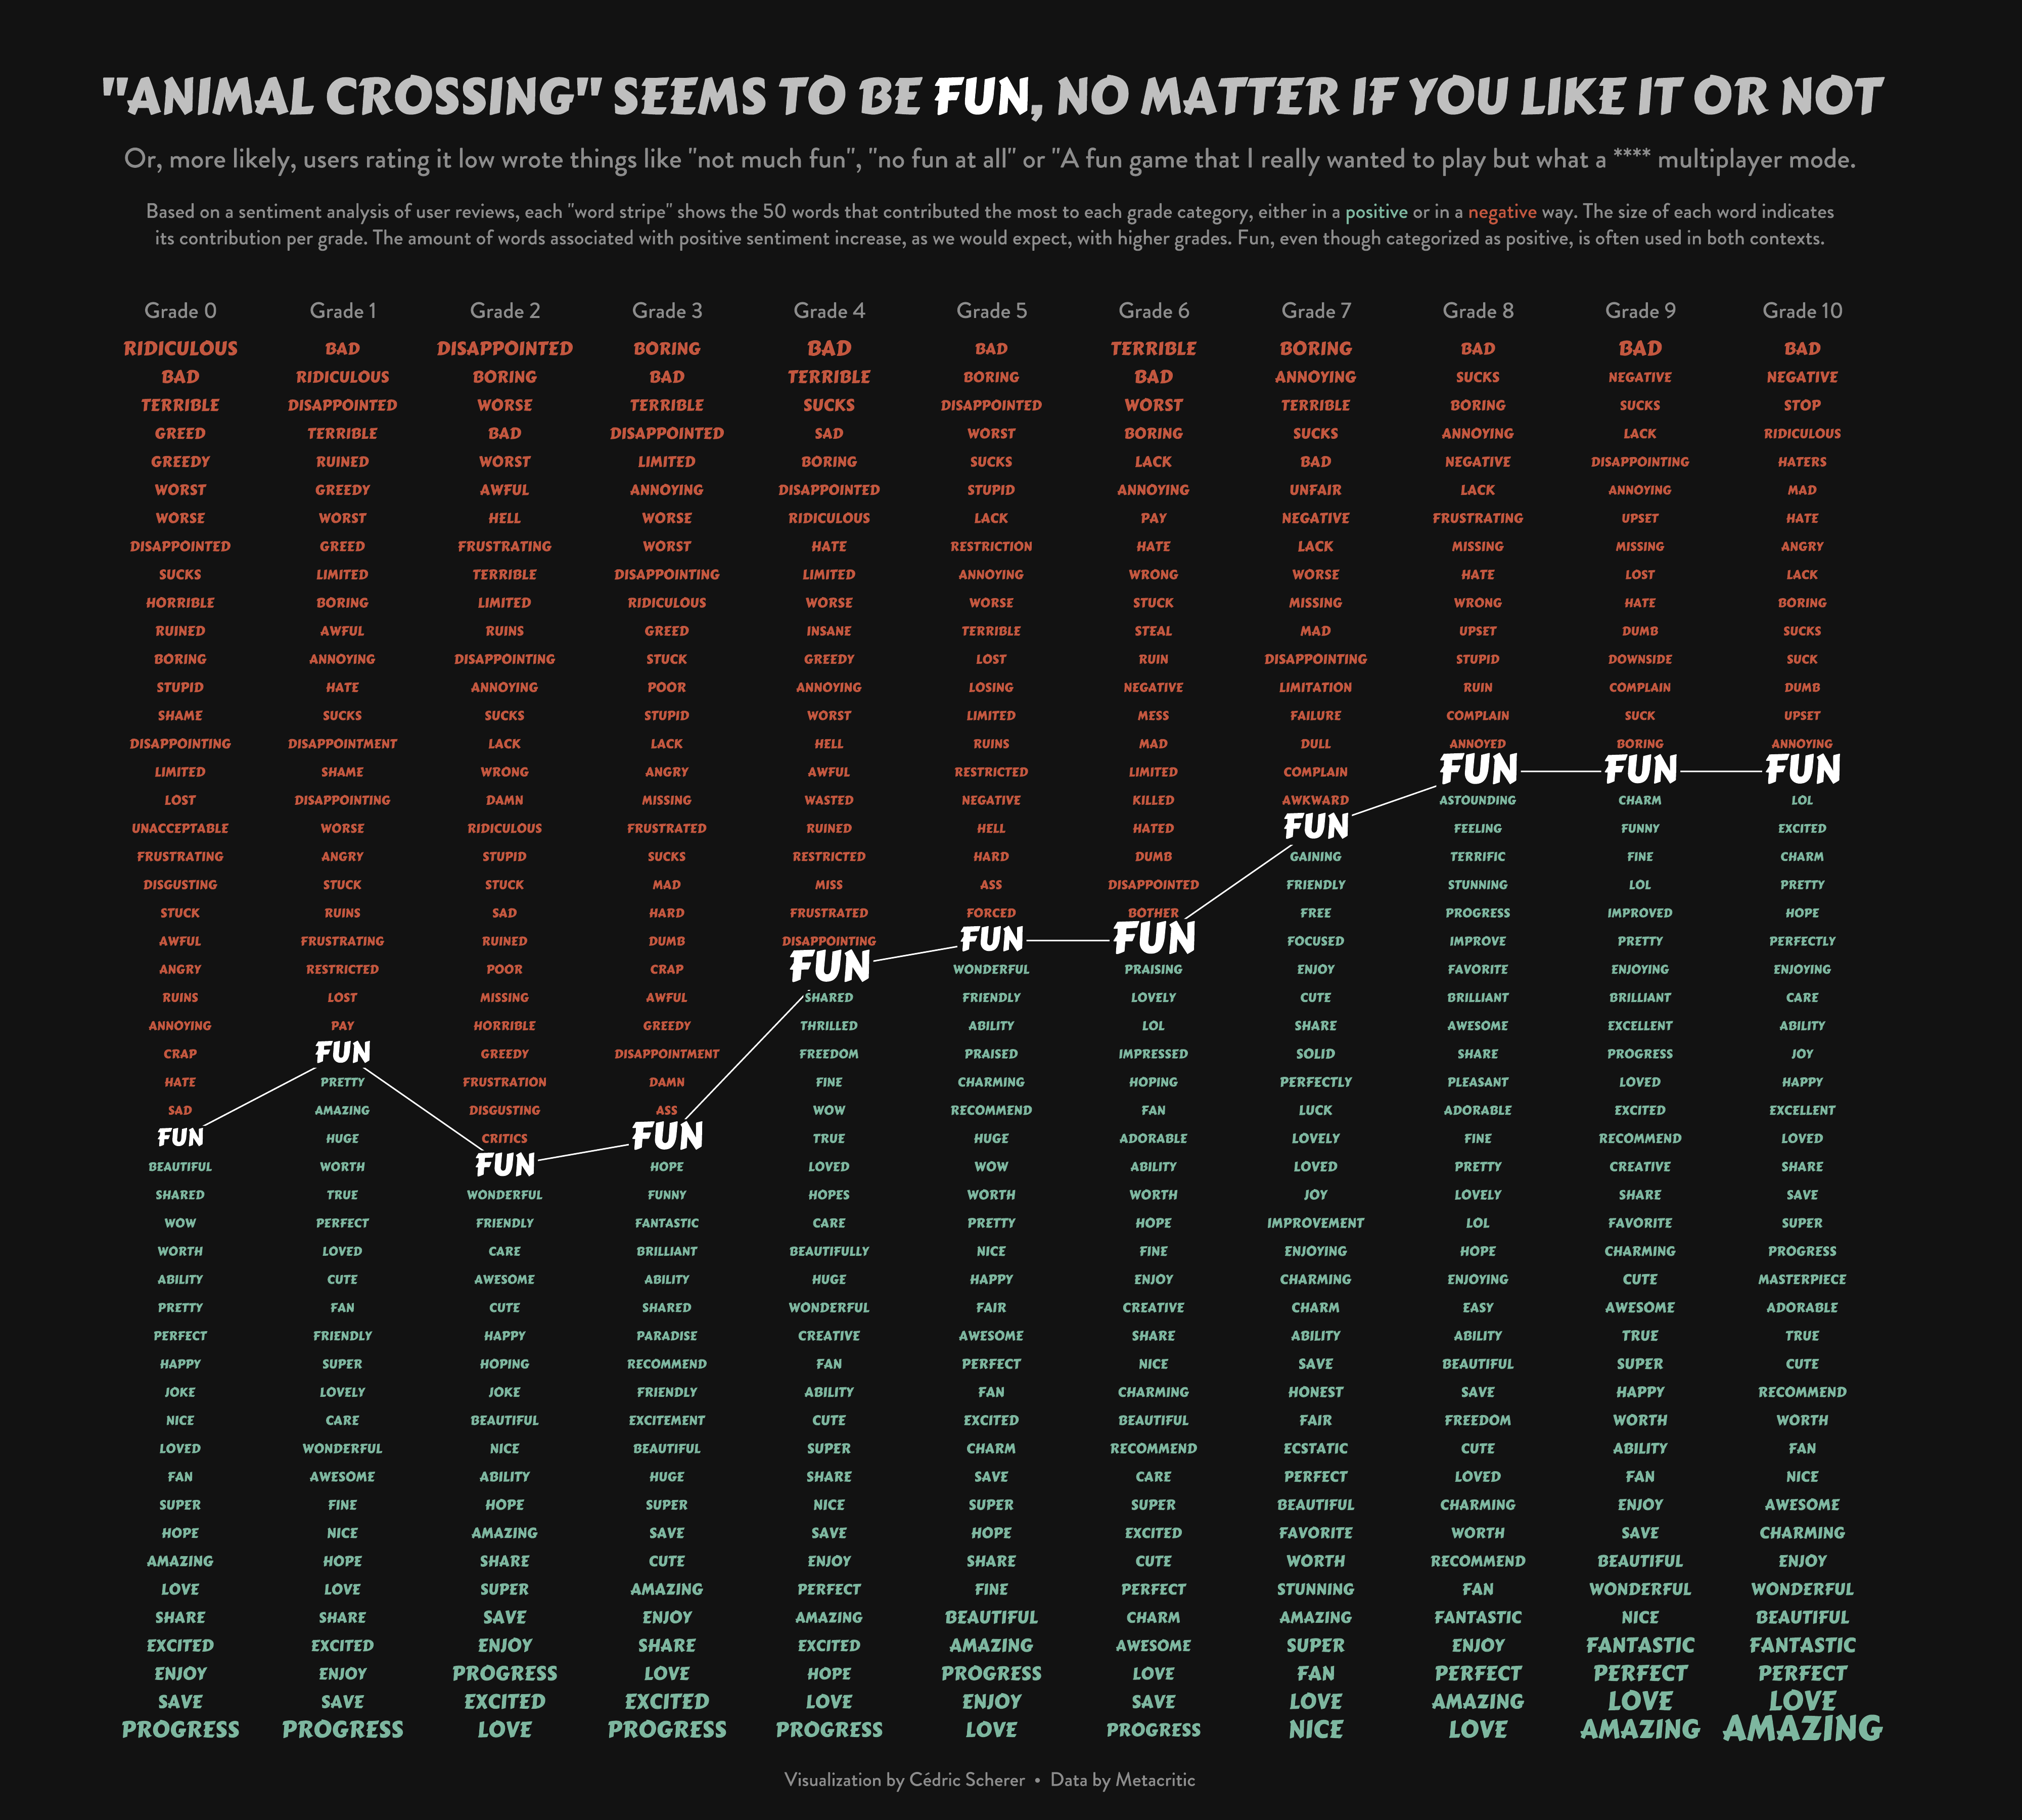 "ANIMAL CROSSING" SEEMS TO BE FUN, NO MATTER IF YOU LIKE IT OR NOT
Or, more likely, users rating it low wrote things like "not much fun", "no fun at all" or "A fun game that I really wanted to play but what a **** multiplayer mode.
Based on a sentiment analysis of user reviews, each "word stripe" shows the 50 words that contributed the most to each grade category, either in a positive or in a negative way. The size of each word indicates
its contribution per grade. The amount of words associated with positive sentiment increase, as we would expect, with higher grades. Fun, even though categorized as positive, is often used in both contexts.
Grade 0 Grade 1 Grade 2 Grade 3 Grade 4 Grade 5 Grade 6 Grade 7 Grade 8 Grade 9 Grade 10
RIDICULOUS BAD DISAPPOINTED BORING BAD BAD TERRIBLE BORING BAD BAD BAD
BAD RIDICULOUS BORING BAD TERRIBLE BORING BAD ANNOYING SUCKS NEGATIVE NEGATIVE
TERRIBLE DISAPPOINTED WORSE TERRIBLE SUCKS DISAPPOINTED WORST TERRIBLE BORING SUCKS STOP
GREED TERRIBLE BAD DISAPPOINTED SAD WORST BORING SUCKS ANNOYING LACK RIDICULOUS
GREEDY RUINED WORST LIMITED BORING SUCKS LACK BAD NEGATIVE DISAPPOINTING HATERS
WORST GREEDY AWFUL ANNOYING DISAPPOINTED STUPID ANNOYING UNFAIR LACK ANNOYING MAD
WORSE WORST HELL WORSE RIDICULOUS LACK PAY NEGATIVE FRUSTRATING UPSET HATE
DISAPPOINTED GREED FRUSTRATING WORST HATE RESTRICTION HATE LACK MISSING MISSING ANGRY
SUCKS LIMITED TERRIBLE DISAPPOINTING LIMITED ANNOYING WRONG WORSE HATE LOST LACK
HORRIBLE BORING LIMITED RIDICULOUS WORSE WORSE STUCK MISSING WRONG HATE BORING
RUINED AWFUL RUINS GREED INSANE TERRIBLE STEAL MAD UPSET DUMB SUCKS
BORING ANNOYING DISAPPOINTING STUCK GREEDY LOST RUIN DISAPPOINTING STUPID DOWNSIDE SUCK
STUPID HATE ANNOYING POOR ANNOYING LOSING NEGATIVE LIMITATION RUIN COMPLAIN DUMB
SHAME SUCKS SUCKS STUPID WORST LIMITED MESS FAILURE COMPLAIN SUCK UPSET
DISAPPOINTING DISAPPOINTMENT LACK LACK HELL RUINS MAD DULL ANNOYED BORING ANNOYING
LIMITED SHAME WRONG ANGRY AWFUL RESTRICTED LIMITED COMPLAIN FUN FUN FUN
LOST DISAPPOINTING DAMN MISSING WASTED NEGATIVE KILLED AWKWARD ASTOUNDING CHARM LOL
UNACCEPTABLE WORSE RIDICULOUS FRUSTRATED RUINED HELL HATED FUN FEELING FUNNY EXCITED
FRUSTRATING ANGRY STUPID SUCKS RESTRICTED HARD DUMB GAINING TERRIFIC FINE CHARM
DISGUSTING STUCK STUCK MAD MISS ASS DISAPPOINTED FRIENDLY STUNNING LOL PRETTY
STUCK RUINS SAD HARD FRUSTRATED FORCED BOTHER FREE PROGRESS IMPROVED HOPE
AWFUL FRUSTRATING RUINED DUMB DISAPPOINTING FUN FUN FOCUSED IMPROVE PRETTY PERFECTLY
ANGRY RESTRICTED POOR CRAP FUN WONDERFUL PRAISING ENJOY FAVORITE ENJOYING ENJOYING
RUINS LOST MISSING AWFUL SHARED FRIENDLY LOVELY CUTE BRILLIANT BRILLIANT CARE
ANNOYING PAY HORRIBLE GREEDY THRILLED ABILITY LOL SHARE AWESOME EXCELLENT ABILITY
CRAP FUN GREEDY DISAPPOINTMENT FREEDOM PRAISED IMPRESSED SOLID SHARE PROGRESS JOY
HATE PRETTY FRUSTRATION DAMN FINE CHARMING HOPING PERFECTLY PLEASANT LOVED HAPPY
SAD AMAZING DISGUSTING ASS WOW RECOMMEND FAN LUCK ADORABLE EXCITED EXCELLENT
FUN HUGE CRITICS FUN TRUE HUGE ADORABLE LOVELY FINE RECOMMEND LOVED
BEAUTIFUL WORTH FUN HOPE LOVED WOW ABILITY LOVED PRETTY CREATIVE SHARE
SHARED TRUE WONDERFUL FUNNY HOPES WORTH WORTH JOY LOVELY SHARE SAVE
WOW PERFECT FRIENDLY FANTASTIC CARE PRETTY HOPE IMPROVEMENT LOL FAVORITE SUPER
WORTH LOVED CARE BRILLIANT BEAUTIFULLY NICE FINE ENJOYING HOPE CHARMING PROGRESS
ABILITY CUTE AWESOME ABILITY HUGE HAPPY ENJOY CHARMING ENJOYING CUTE MASTERPIECE
PRETTY FAN CUTE SHARED WONDERFUL FAIR CREATIVE CHARM EASY AWESOME ADORABLE
PERFECT FRIENDLY HAPPY PARADISE CREATIVE AWESOME SHARE ABILITY ABILITY TRUE TRUE
HAPPY SUPER HOPING RECOMMEND FAN PERFECT NICE SAVE BEAUTIFUL SUPER CUTE
JOKE LOVELY JOKE FRIENDLY ABILITY FAN CHARMING HONEST SAVE HAPPY RECOMMEND
NICE CARE BEAUTIFUL EXCITEMENT CUTE EXCITED BEAUTIFUL FAIR FREEDOM WORTH WORTH
LOVED WONDERFUL NICE BEAUTIFUL SUPER CHARM RECOMMEND ECSTATIC CUTE ABILITY FAN
FAN AWESOME ABILITY HUGE SHARE SAVE CARE PERFECT LOVED FAN NICE
SUPER FINE HOPE SUPER NICE SUPER SUPER BEAUTIFUL CHARMING ENJOY AWESOME
HOPE NICE AMAZING SAVE SAVE HOPE EXCITED FAVORITE WORTH SAVE CHARMING
AMAZING HOPE SHARE CUTE ENJOY SHARE CUTE WORTH RECOMMEND BEAUTIFUL ENJOY
LOVE LOVE SUPER AMAZING PERFECT FINE PERFECT STUNNING FAN WONDERFUL WONDERFUL
SHARE SHARE SAVE ENJOY AMAZING BEAUTIFUL CHARM AMAZING FANTASTIC NICE BEAUTIFUL
EXCITED EXCITED ENJOY SHARE EXCITED AMAZING AWESOME SUPER ENJOY FANTASTIC FANTASTIC
ENJOY ENJOY PROGRESS LOVE HOPE PROGRESS LOVE FAN PERFECT PERFECT PERFECT
SAVE SAVE EXCITED EXCITED LOVE ENJOY SAVE LOVE AMAZING LOVE LOVE
PROGRESS PROGRESS LOVE PROGRESS PROGRESS LOVE PROGRESS NICE LOVE AMAZING AMAZING
Visualization by Cédric Scherer • Data by Metacritic